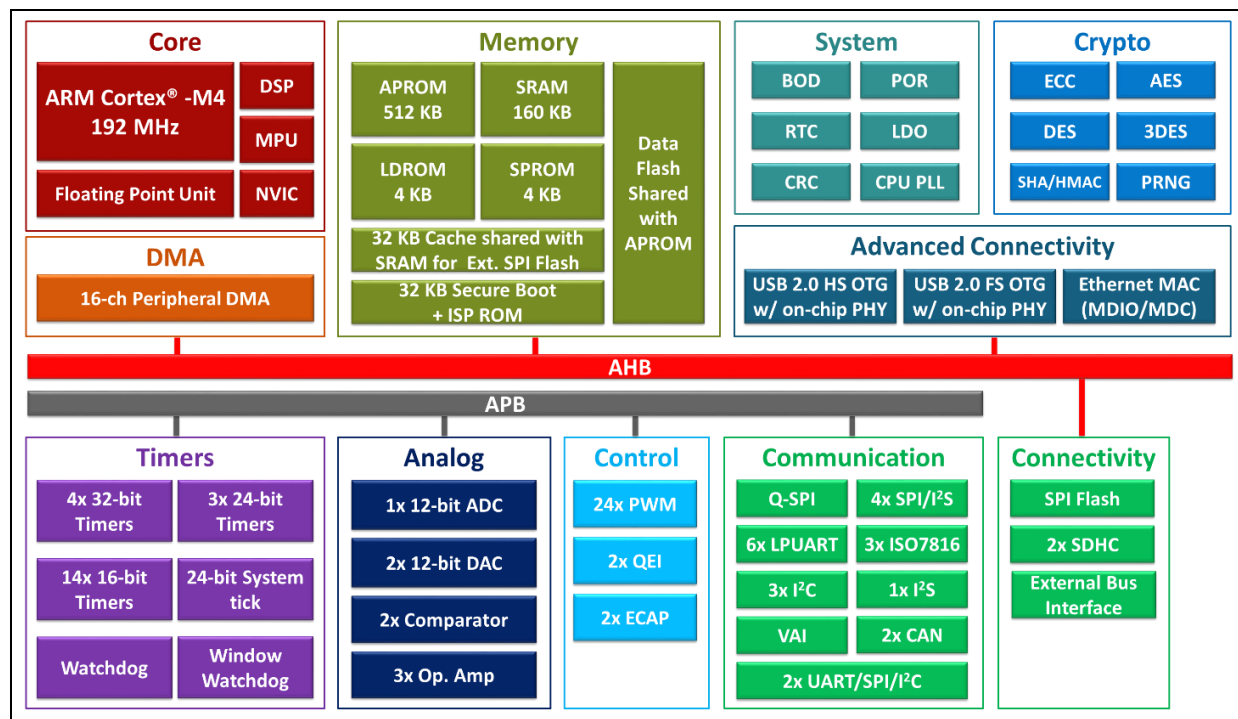 Core
ARM Cortex® -M4
192 MHz
DSP
MPU
Floating Point Unit
NVIC
DMA
16-ch Peripheral DMA
Memory
APROM
512 KB
SRAM
160 KB
LDROM
4 KB
SPROM
4 KB
32 KB Cache shared with
SRAM for Ext. SPI Flash
32 KB Secure Boot
+ ISP ROM
Data
Flash
Shared
with
APROM
System
BOD
POR
RTC
LDO
CRC
CPU PLL
Crypto
ECC
AES
DES
3DES
SHA/HMAC
PRNG
Advanced Connectivity
USB 2.0 HS OTG
w/ on-chip PHY
USB 2.0 FS OTG
w/ on-chip PHY
Ethernet MAC
(MDIO/MDC)
AHB
APB
Timers
4x 32-bit
Timers
3x 24-bit
Timers
14x 16-bit
Timers
24-bit System
tick
Watchdog
Window
Watchdog
Analog
1x 12-bit ADC
2x 12-bit DAC
2x Comparator
3x Op. Amp
Control
24x PWM
2x QEI
2x ECAP
Communication
Q-SPI
4x SPI/I²S
6x LPUART
3x ISO7816
3x I²C
1x I²S
VAI
2x CAN
2x UART/SPI/I²C
Connectivity
SPI Flash
2x SDHC
External Bus
Interface